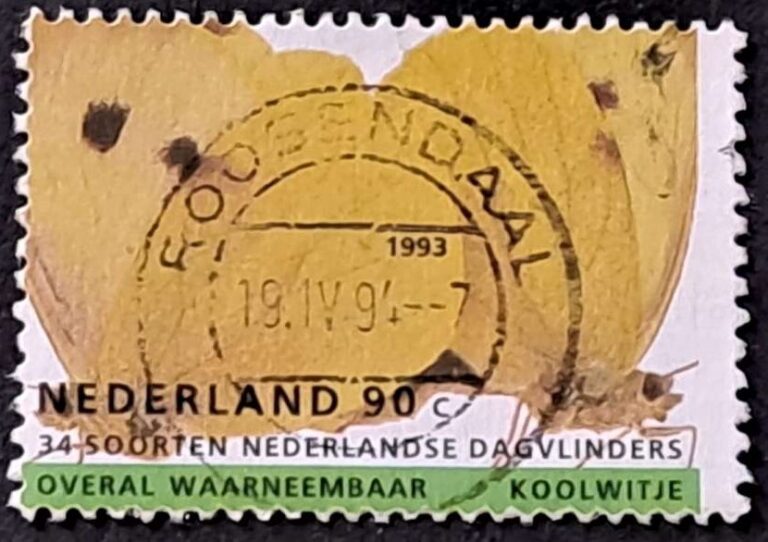 ROOSENDAAL
1993
19.IV.94--7
NEDERLAND 90 c
34 SOORTEN NEDERLANDSE DAGVLINDERS
OVERAL WAARNEEMBAAR KOOLWITJE